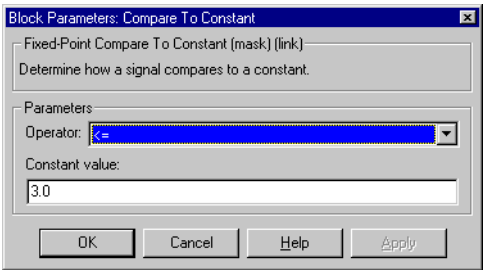 Block Parameters: Compare To Constant
Fixed-Point Compare To Constant (mask) (link)
Determine how a signal compares to a constant.
Parameters
Operator: <=
Constant value:
3.0
OK Cancel Help Apply